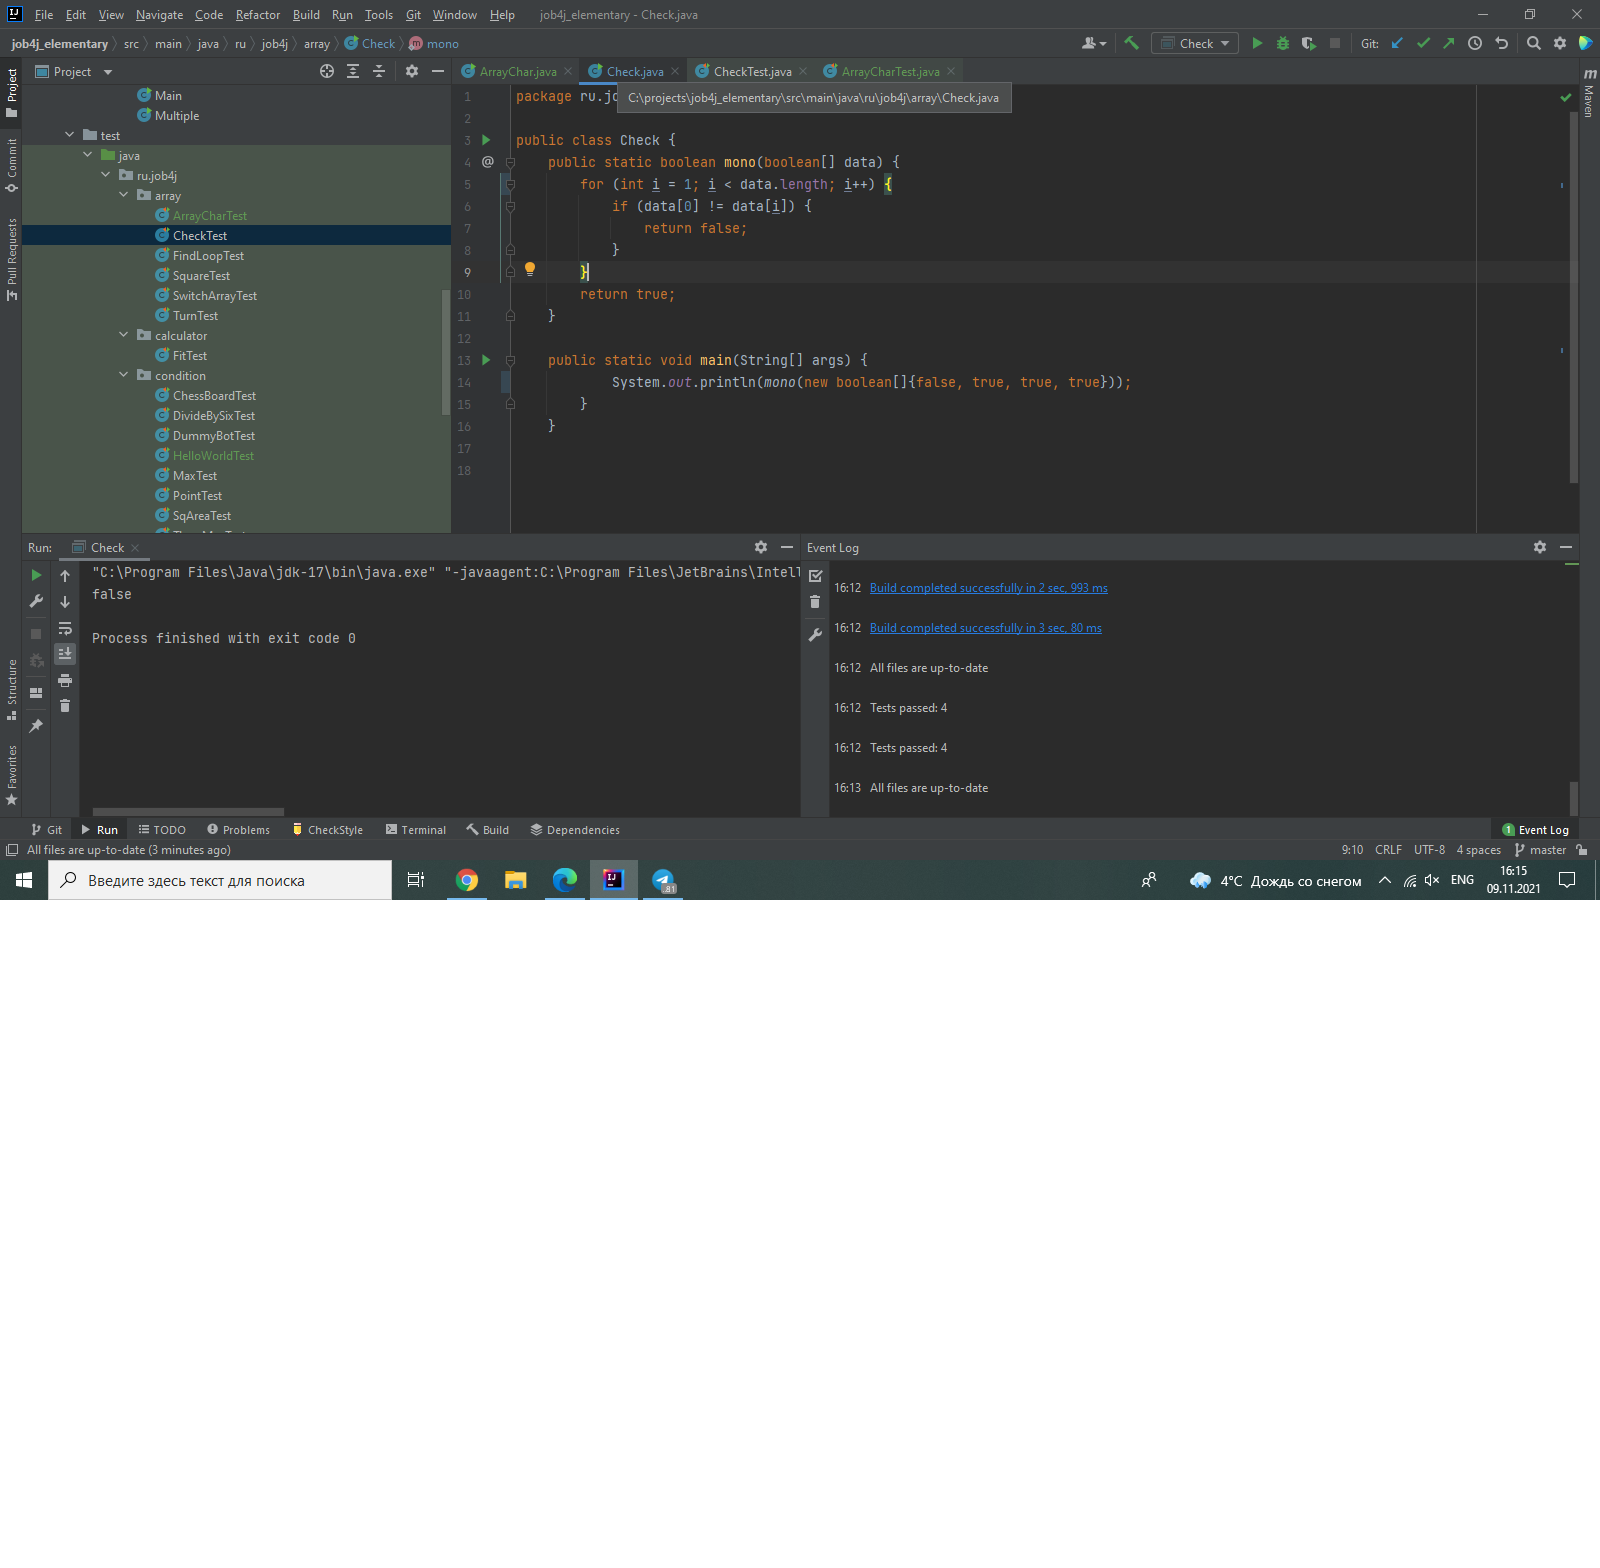 File Edit View Navigate Code Refactor Build Run Tools Git Window Help job4j_elementary - Check.java
job4j_elementary src main java ru job4j array Check mono
Check
Git:
Project
ArrayChar.java
Check.java
CheckTest.java
ArrayCharTest.java
C:\projects\job4j_elementary\src\main\java\ru\job4j\array\Check.java
Project
Commit
Pull Requests
Structure
Favorites
Maven
Main
Multiple
test
java
ru.job4j
array
ArrayCharTest
CheckTest
FindLoopTest
SquareTest
SwitchArrayTest
TurnTest
calculator
FitTest
condition
ChessBoardTest
DivideBySixTest
DummyBotTest
HelloWorldTest
MaxTest
PointTest
SqAreaTest
1 package ru.jo
2
3 public class Check {
4 @ public static boolean mono(boolean[] data) {
5 for (int i = 1; i < data.length; i++) {
6 if (data[0] != data[i]) {
7 return false;
8 }
9 }
10 return true;
11 }
12
13 public static void main(String[] args) {
14 System.out.println(mono(new boolean[]{false, true, true, true}));
15 }
16 }
17
18
Run: Check
"C:\Program Files\Java\jdk-17\bin\java.exe" "-javaagent:C:\Program Files\JetBrains\Intell
false
Process finished with exit code 0
Event Log
16:12 Build completed successfully in 2 sec, 993 ms
16:12 Build completed successfully in 3 sec, 80 ms
16:12 All files are up-to-date
16:12 Tests passed: 4
16:12 Tests passed: 4
16:13 All files are up-to-date
Git Run TODO Problems CheckStyle Terminal Build Dependencies 1 Event Log
All files are up-to-date (3 minutes ago) 9:10 CRLF UTF-8 4 spaces master
Введите здесь текст для поиска
81
4°C Дождь со снегом
ENG
16:15
09.11.2021